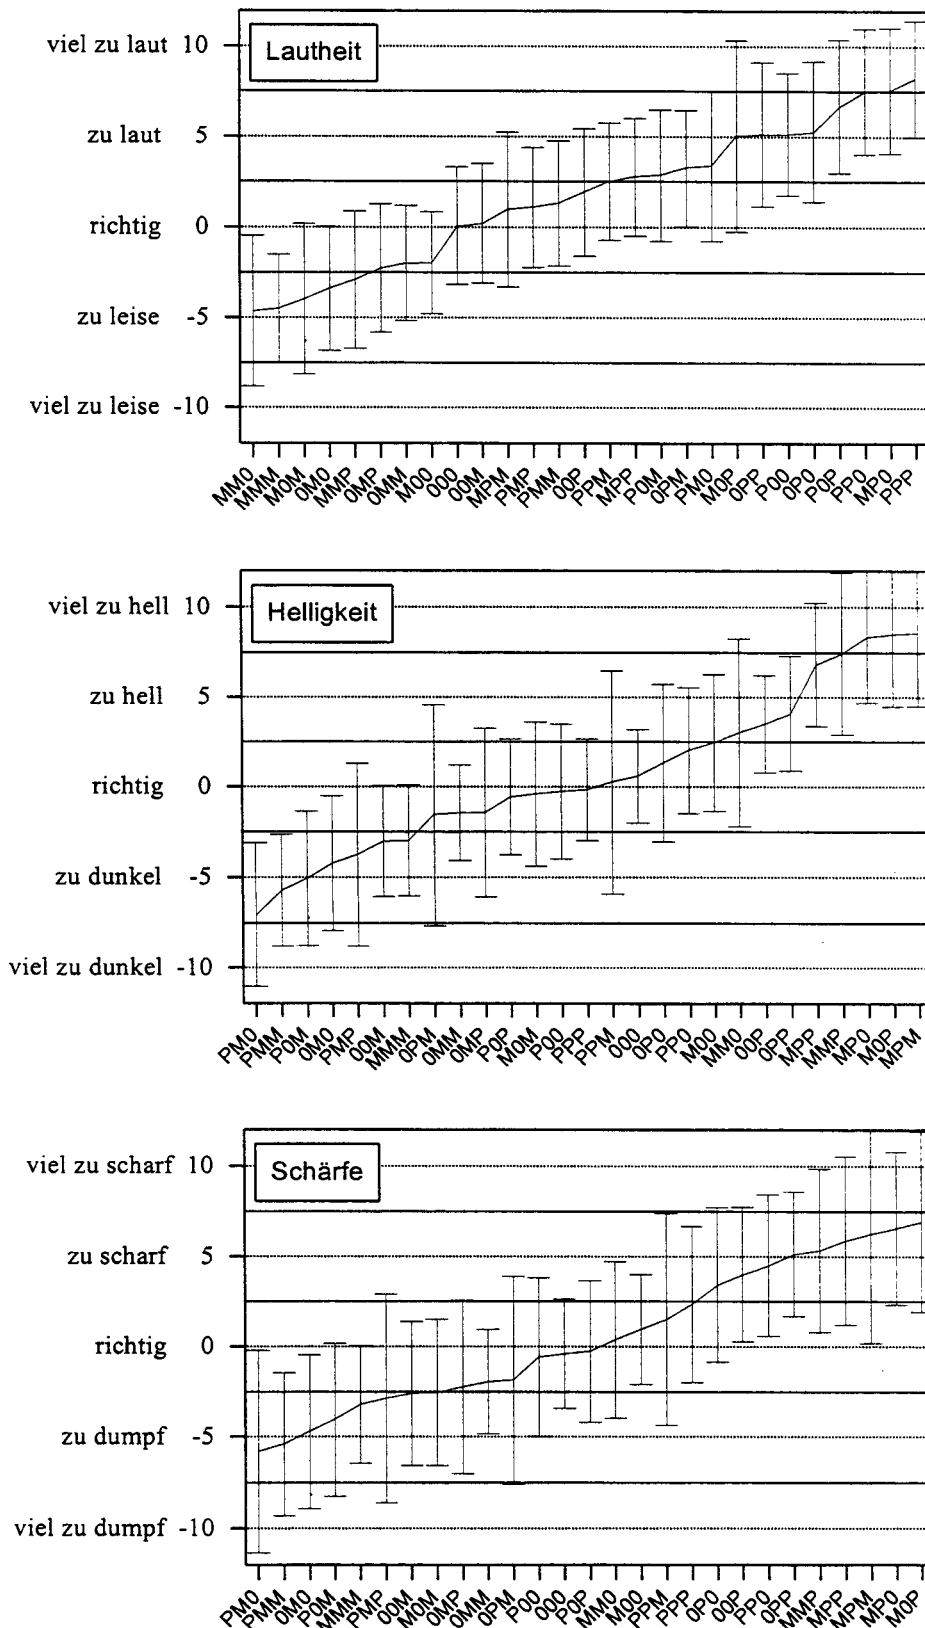 Lautheit
viel zu laut 10
zu laut 5
richtig 0
zu leise -5
viel zu leise -10
MM0 MMM M0M 0M0 MMP 0MP 0MM M00 000 00M MPM PMP PMM 00P PPM MPP P0M 0PM PM0 M0P 0PP P00 0P0 P0P PP0 MP0 PPP
Helligkeit
viel zu hell 10
zu hell 5
richtig 0
zu dunkel -5
viel zu dunkel -10
PM0 PMM P0M 0M0 PMP 00M MMM 0PM 0MM 0MP P0P M0M P00 PPP PPM 000 0P0 PP0 M00 MM0 00P 0PP MPP MMP MP0 M0P MPM
Schärfe
viel zu scharf 10
zu scharf 5
richtig 0
zu dumpf -5
viel zu dumpf -10
PM0 PMM 0M0 P0M MMM PMP 00M M0M 0MP 0MM 0PM P00 000 P0P MM0 M00 PPM PPP 0P0 00P PP0 0PP MMP MPP MPM MP0 M0P